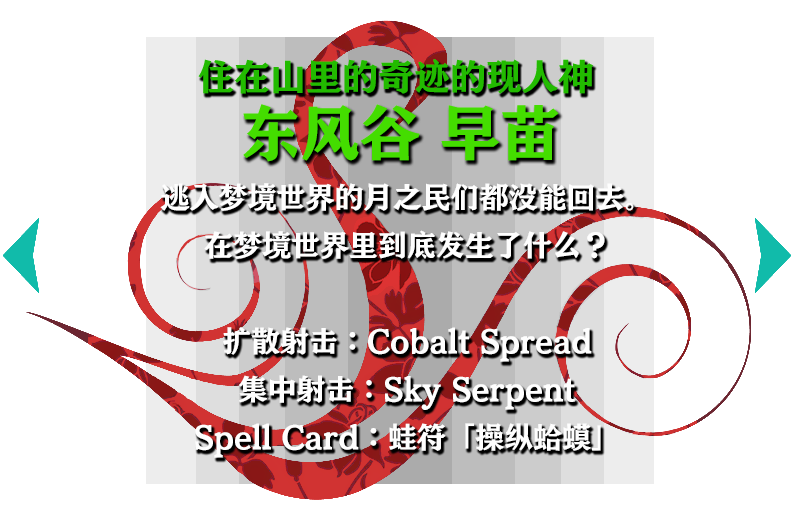 住在山里的奇迹的现人神
东风谷 早苗
逃入梦境世界的月之民们都没能回去。
在梦境世界里到底发生了什么？
扩散射击：Cobalt Spread
集中射击：Sky Serpent
Spell Card：蛙符「操纵蛤蟆」